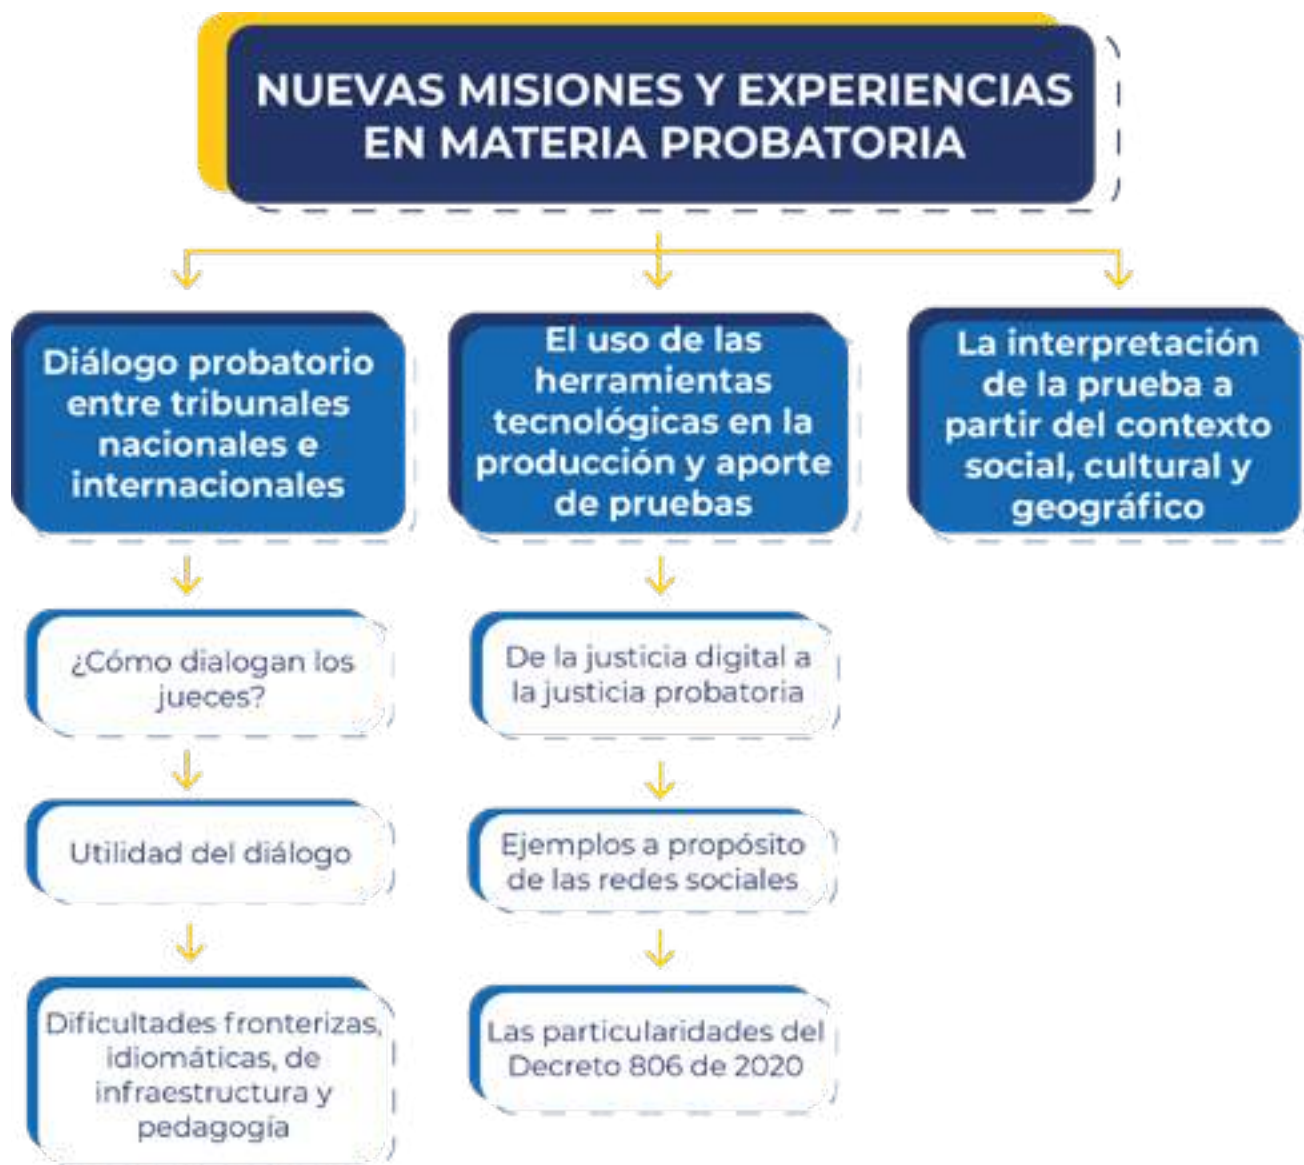 NUEVAS MISIONES Y EXPERIENCIAS
EN MATERIA PROBATORIA
Diálogo probatorio
entre tribunales
nacionales e
internacionales
¿Cómo dialogan los
jueces?
Utilidad del diálogo
Dificultades fronterizas,
idiomáticas, de
infraestructura y
pedagogía
El uso de las
herramientas
tecnológicas en la
producción y aporte
de pruebas
De la justicia digital a
la justicia probatoria
Ejemplos a propósito
de las redes sociales
Las particularidades del
Decreto 806 de 2020
La interpretación
de la prueba a
partir del contexto
social, cultural y
geográfico